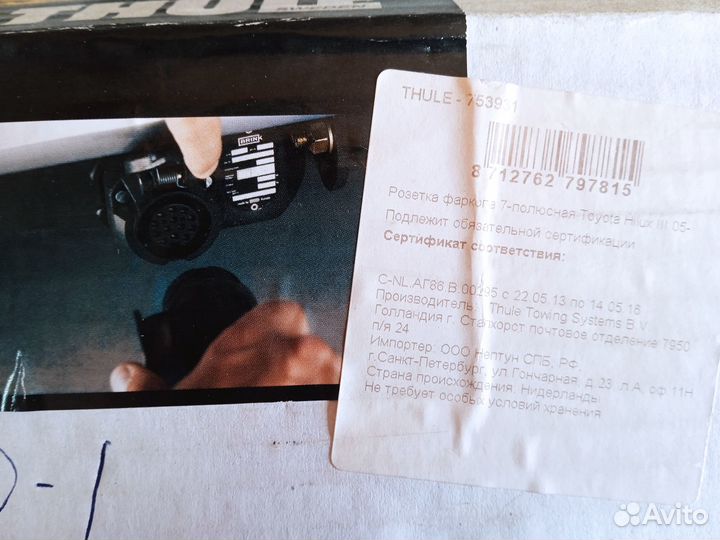 THULE
SWEDEN
BRINK
THULE - 753931
8 712762 797815
Розетка фаркопа 7-полюсная Toyota Hilux III 05-
Подлежит обязательной сертификации
Сертификат соответствия:
C-NL.АГ86.В.00295 с 22.05.13 по 14.05.16
Производитель: Thule Towing Systems B.V.
Голландия г. Стапхорст почтовое отделение 7950
п/я 24
Импортер: ООО Нептун СПБ, РФ,
г.Санкт-Петербург, ул. Гончарная, д.23 л.А, оф 11Н
Страна происхождения: Нидерланды
Не требует особых условий хранения
Avito